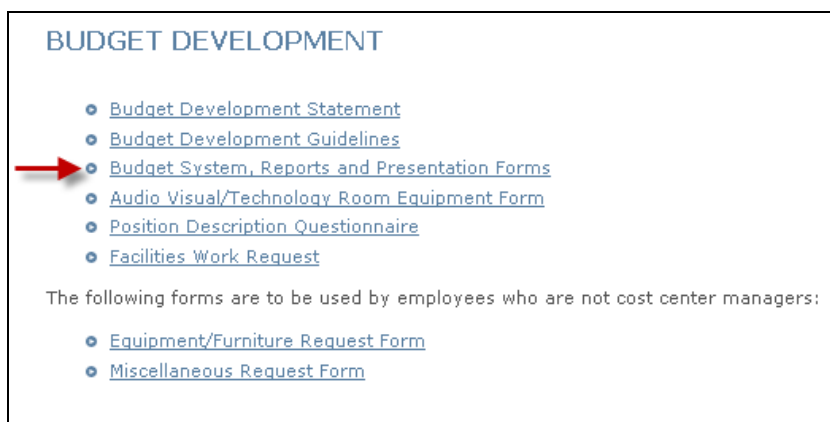 BUDGET DEVELOPMENT
Budget Development Statement
Budget Development Guidelines
Budget System, Reports and Presentation Forms
Audio Visual/Technology Room Equipment Form
Position Description Questionnaire
Facilities Work Request
The following forms are to be used by employees who are not cost center managers:
Equipment/Furniture Request Form
Miscellaneous Request Form